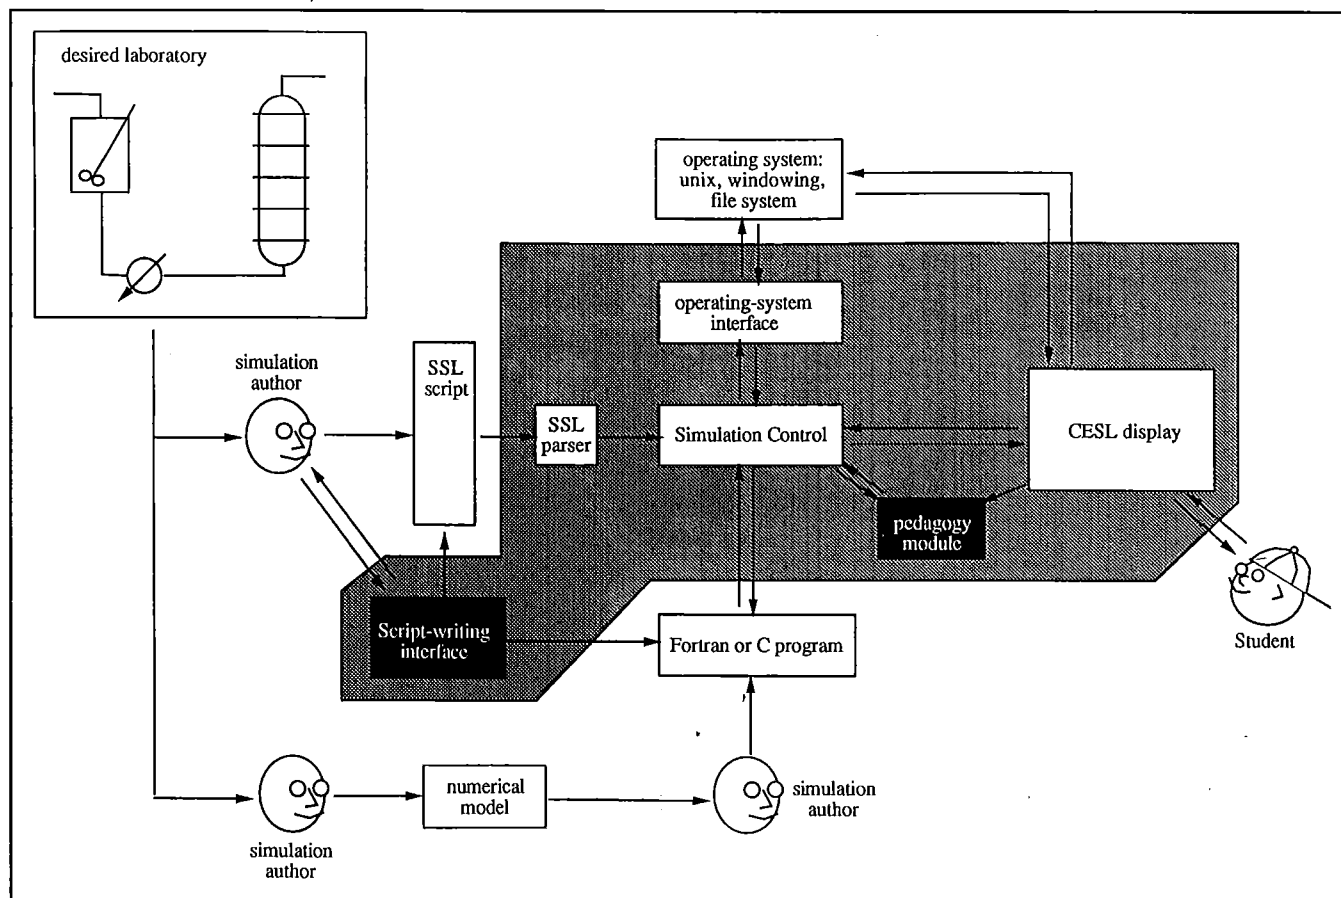 desired laboratory
operating system:
unix, windowing,
file system
operating-system
interface
simulation
author
SSL
script
SSL
parser
Simulation Control
CESL display
pedagogy
module
Script-writing
interface
Fortran or C program
Student
numerical
model
simulation
author
simulation
author